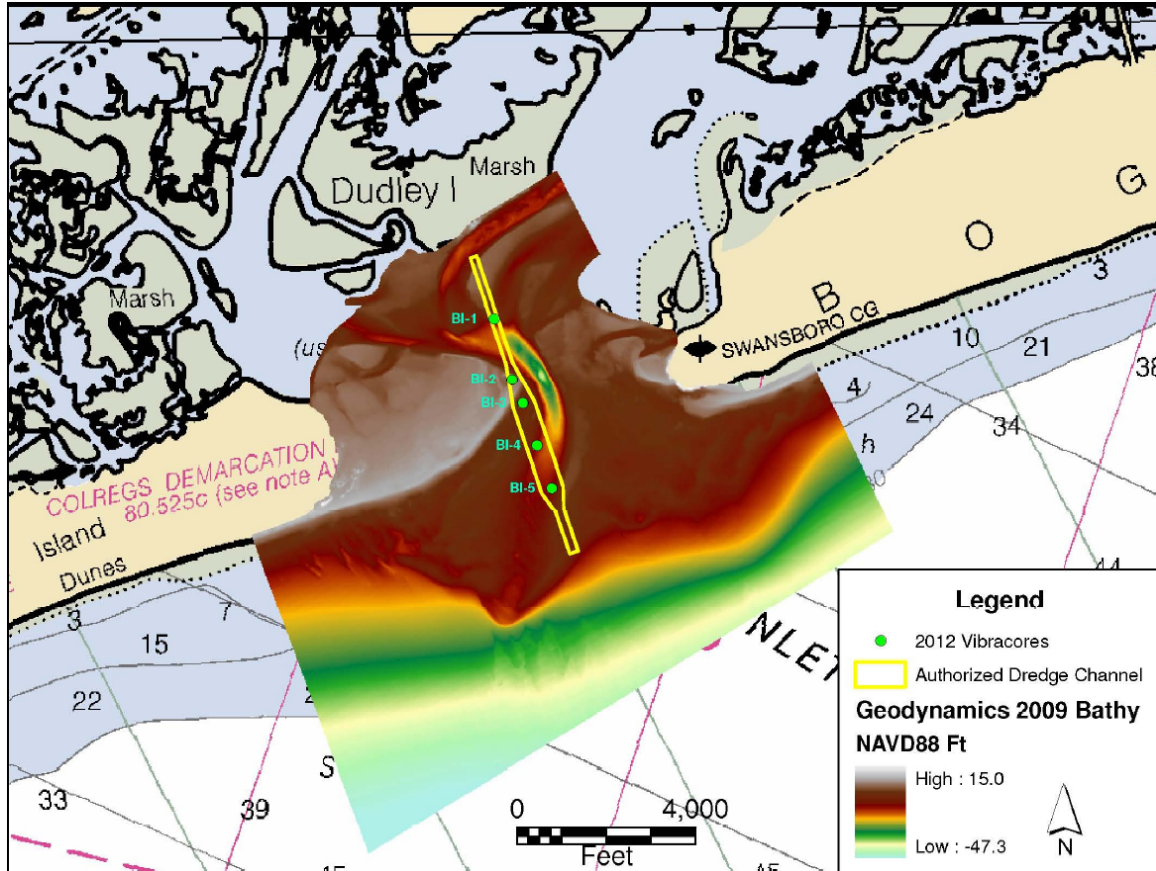 Marsh
Dudley I
G
O
3
B
Marsh
BI-1
SWANSBORO CG
10
21
(us
38
BI-2
4
BI-3
24
34
BI-4
h
COLREGS DEMARCATION
80.525c (see note A)
BI-5
Island
Dunes
44
3
7
15
Legend
NLET
2012 Vibracores
Authorized Dredge Channel
22
Geodynamics 2009 Bathy
NAVD88 Ft
S
High : 15.0
33
39
0 4,000
Feet
Low : -47.3
N
45